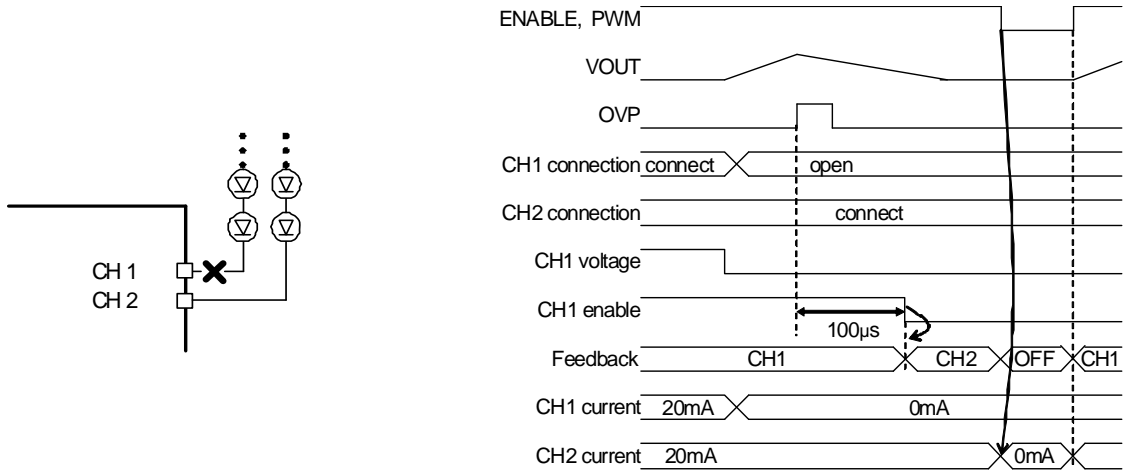 CH 1
CH 2
ENABLE, PWM
VOUT
OVP
CH1 connection connect open
CH2 connection connect
CH1 voltage
CH1 enable
100µs
Feedback CH1 CH2 OFF CH1
CH1 current 20mA 0mA
CH2 current 20mA 0mA